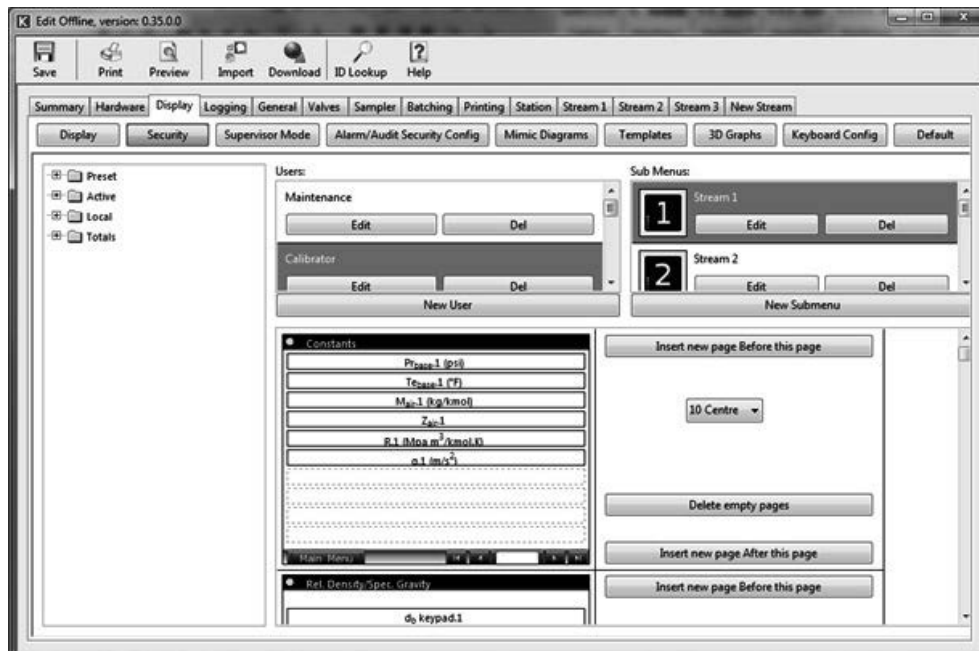 Edit Offline, version: 0.35.0.0
Save Print Preview Import Download ID Lookup Help
Summary Hardware Display Logging General Valves Sampler Batching Printing Station Stream 1 Stream 2 Stream 3 New Stream
Display Security Supervisor Mode Alarm/Audit Security Config Mimic Diagrams Templates 3D Graphs Keyboard Config Default
Preset
Active
Local
Totals
Users:
Maintenance
Edit Del
Calibrator
Edit Del
New User
Sub Menus:
1 Stream 1
Edit Del
2 Stream 2
Edit Del
New Submenu
Constants
Pr base.1 (psi)
Te base.1 (°F)
M air.1 (kg/kmol)
Z air.1
R.1 (Mpa m³/kmol.K)
g.1 (m/s²)
Main Menu
Insert new page Before this page
10 Centre
Delete empty pages
Insert new page After this page
Rel. Density/Spec. Gravity
d₀ keypad.1
Insert new page Before this page